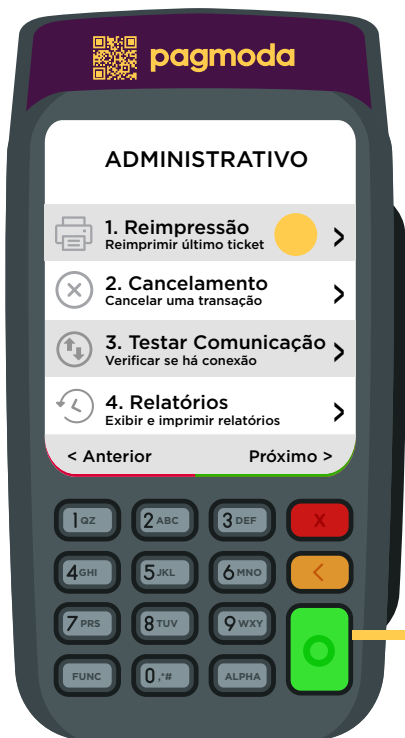 pagmoda
ADMINISTRATIVO
1. Reimpressão
Reimprimir último ticket
>
2. Cancelamento
Cancelar uma transação
>
3. Testar Comunicação
Verificar se há conexão
>
4. Relatórios
Exibir e imprimir relatórios
>
< Anterior Próximo >
1 QZ 2 ABC 3 DEF X
4 GHI 5 JKL 6 MNO <
7 PRS 8 TUV 9 WXY
FUNC 0 ,*# ALPHA O